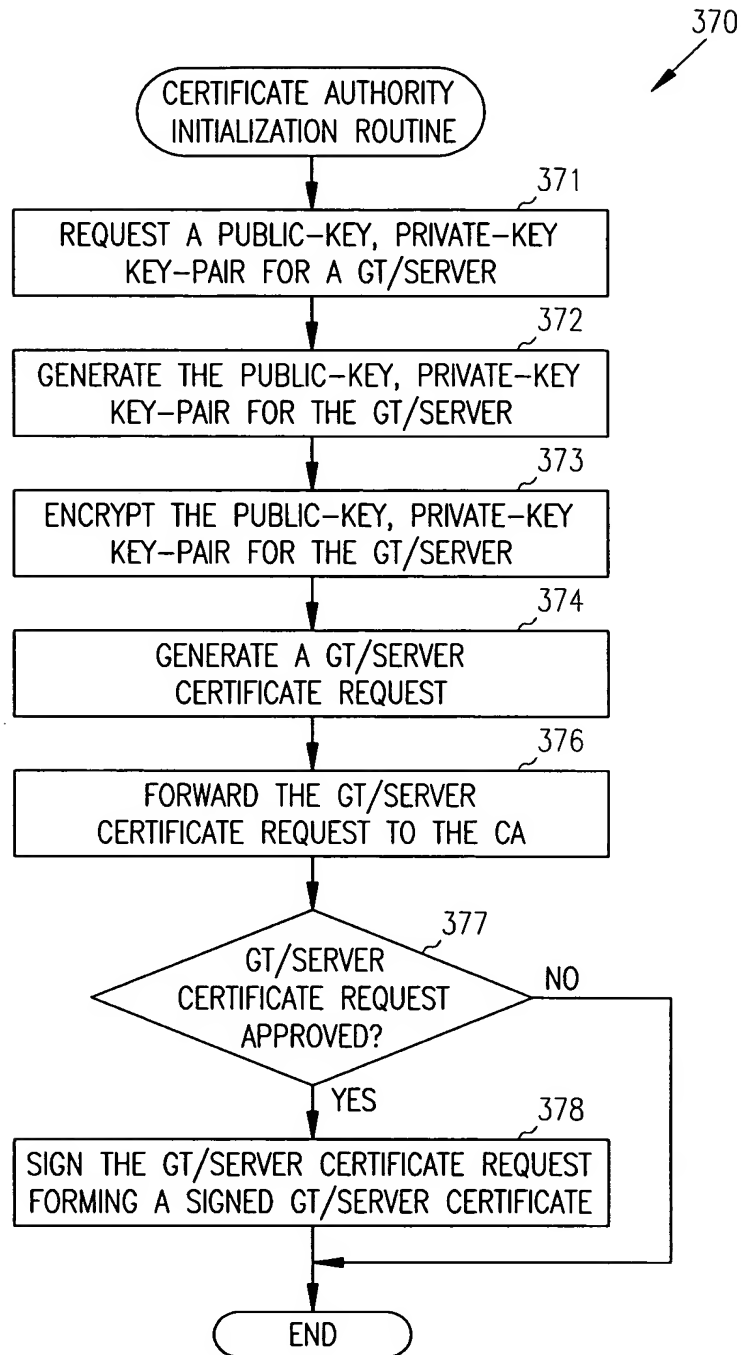 370
CERTIFICATE AUTHORITY
INITIALIZATION ROUTINE
371
REQUEST A PUBLIC-KEY, PRIVATE-KEY
KEY-PAIR FOR A GT/SERVER
372
GENERATE THE PUBLIC-KEY, PRIVATE-KEY
KEY-PAIR FOR THE GT/SERVER
373
ENCRYPT THE PUBLIC-KEY, PRIVATE-KEY
KEY-PAIR FOR THE GT/SERVER
374
GENERATE A GT/SERVER
CERTIFICATE REQUEST
376
FORWARD THE GT/SERVER
CERTIFICATE REQUEST TO THE CA
377
GT/SERVER
CERTIFICATE REQUEST
APPROVED?
NO
YES
378
SIGN THE GT/SERVER CERTIFICATE REQUEST
FORMING A SIGNED GT/SERVER CERTIFICATE
END